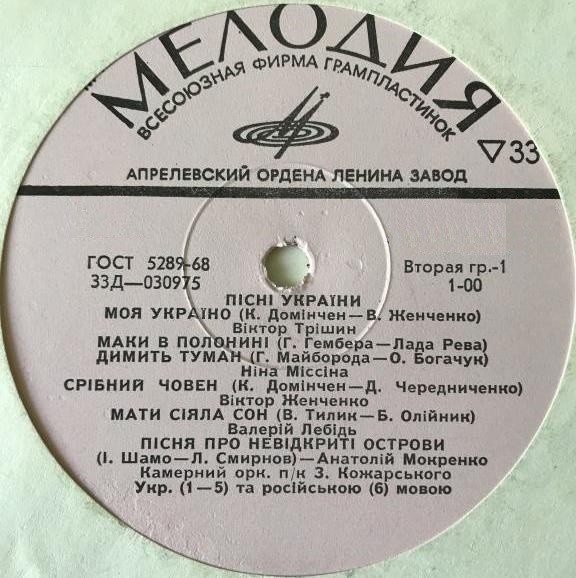 МЕЛОДИЯ
ВСЕСОЮЗНАЯ ФИРМА ГРАМПЛАСТИНОК
▽33
АПРЕЛЕВСКИЙ ОРДЕНА ЛЕНИНА ЗАВОД
ГОСТ 5289-68
33Д—030975
Вторая гр.-1
1-00
ПІСНІ УКРАЇНИ
МОЯ УКРАЇНО (К. Домінчен—В. Женченко)
Віктор Трішин
МАКИ В ПОЛОНИНІ (Г. Гембера—Лада Рева)
ДИМИТЬ ТУМАН (Г. Майборода—О. Богачук)
Ніна Міссіна
СРІБНИЙ ЧОВЕН (К. Домінчен—Д. Чередниченко)
Віктор Женченко
МАТИ СІЯЛА СОН (В. Тилик—Б. Олійник)
Валерій Лебідь
ПІСНЯ ПРО НЕВІДКРИТІ ОСТРОВИ
(І. Шамо—Л. Смирнов)—Анатолій Мокренко
Камерний орк. п/к З. Кожарського
Укр. (1—5) та російською (6) мовою